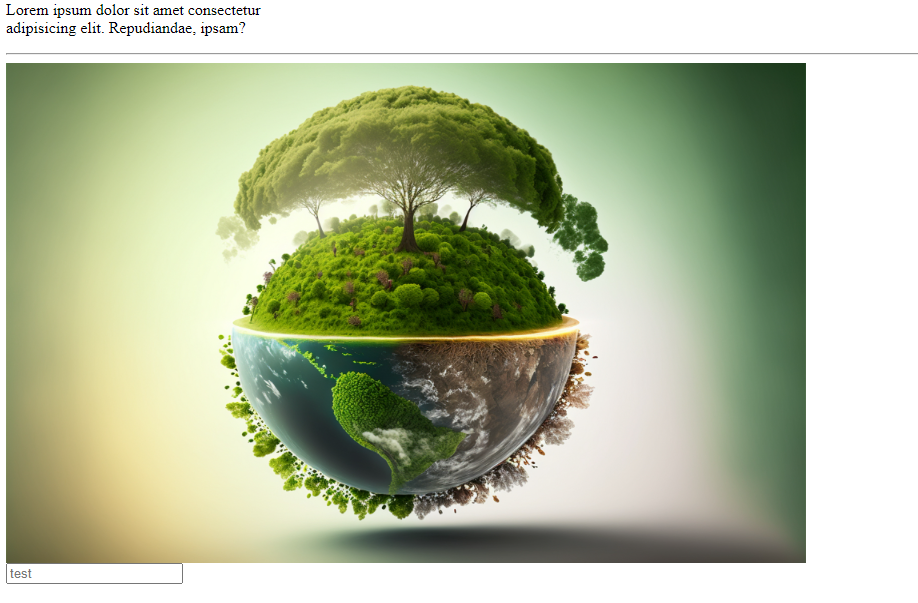 Lorem ipsum dolor sit amet consectetur
adipisicing elit. Repudiandae, ipsam?
test